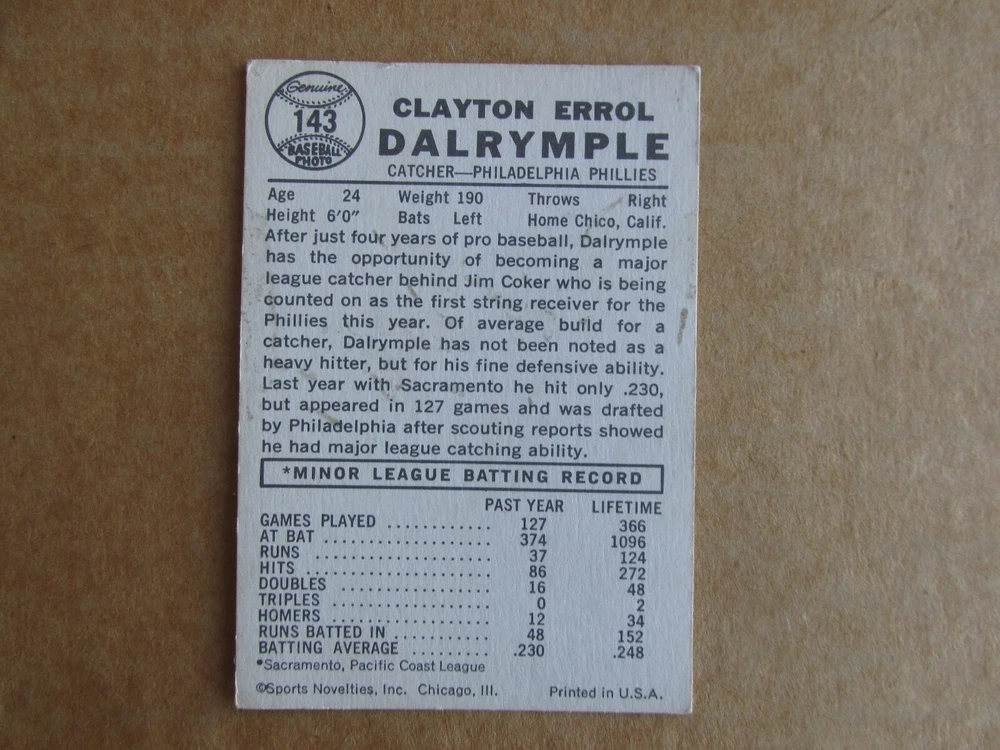 Genuine
143
BASEBALL
PHOTO
CLAYTON ERROL
DALRYMPLE
CATCHER—PHILADELPHIA PHILLIES
Age 24 Weight 190 Throws Right
Height 6'0" Bats Left Home Chico, Calif.
After just four years of pro baseball, Dalrymple
has the opportunity of becoming a major
league catcher behind Jim Coker who is being
counted on as the first string receiver for the
Phillies this year. Of average build for a
catcher, Dalrymple has not been noted as a
heavy hitter, but for his fine defensive ability.
Last year with Sacramento he hit only .230,
but appeared in 127 games and was drafted
by Philadelphia after scouting reports showed
he had major league catching ability.
*MINOR LEAGUE BATTING RECORD
PAST YEAR LIFETIME
GAMES PLAYED ............ 127 366
AT BAT .................... 374 1096
RUNS ..................... 37 124
HITS ...................... 86 272
DOUBLES .................. 16 48
TRIPLES ................... 0 2
HOMERS ................... 12 34
RUNS BATTED IN ........... 48 152
BATTING AVERAGE ......... .230 .248
*Sacramento, Pacific Coast League
©Sports Novelties, Inc. Chicago, Ill. Printed in U.S.A.